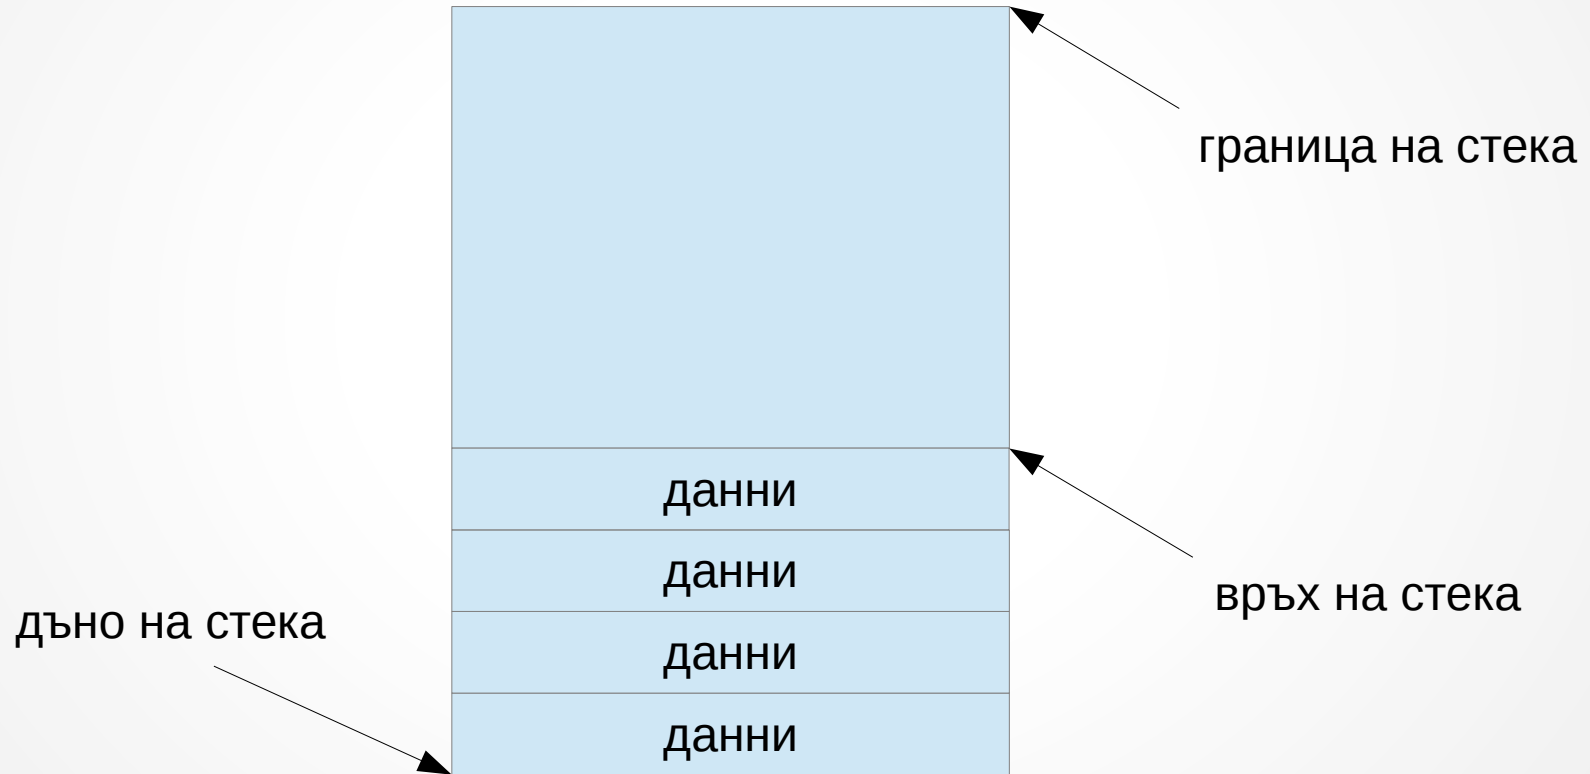 граница на стека
данни
данни
връх на стека
дъно на стека
данни
данни